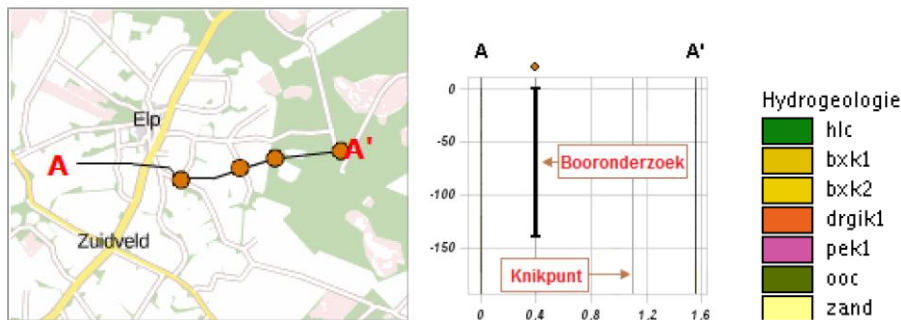 Elp
A
A'
Zuidveld
A A'
0
-50
Booronderzoek
-100
-150
Knikpunt
0 0.4 0.8 1.2 1.6
Hydrogeologie
hlc
bxk1
bxk2
drgik1
pek1
ooc
zand